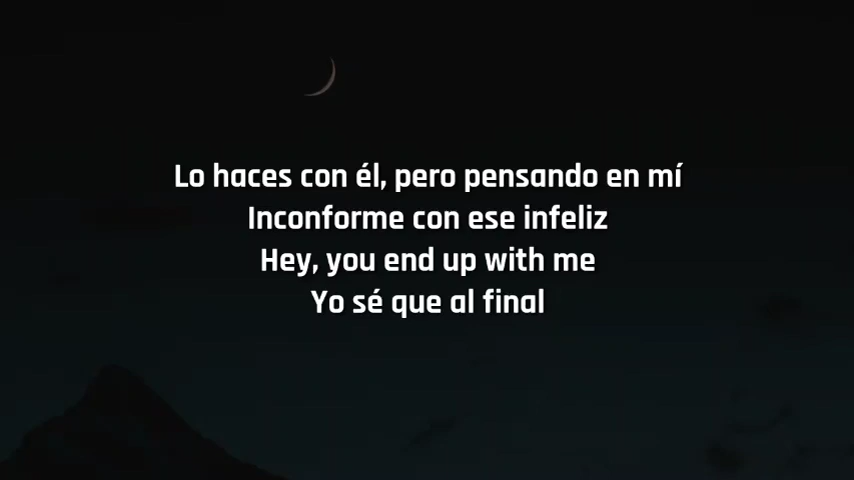 Lo haces con él, pero pensando en mí
Inconforme con ese infeliz
Hey, you end up with me
Yo sé que al final